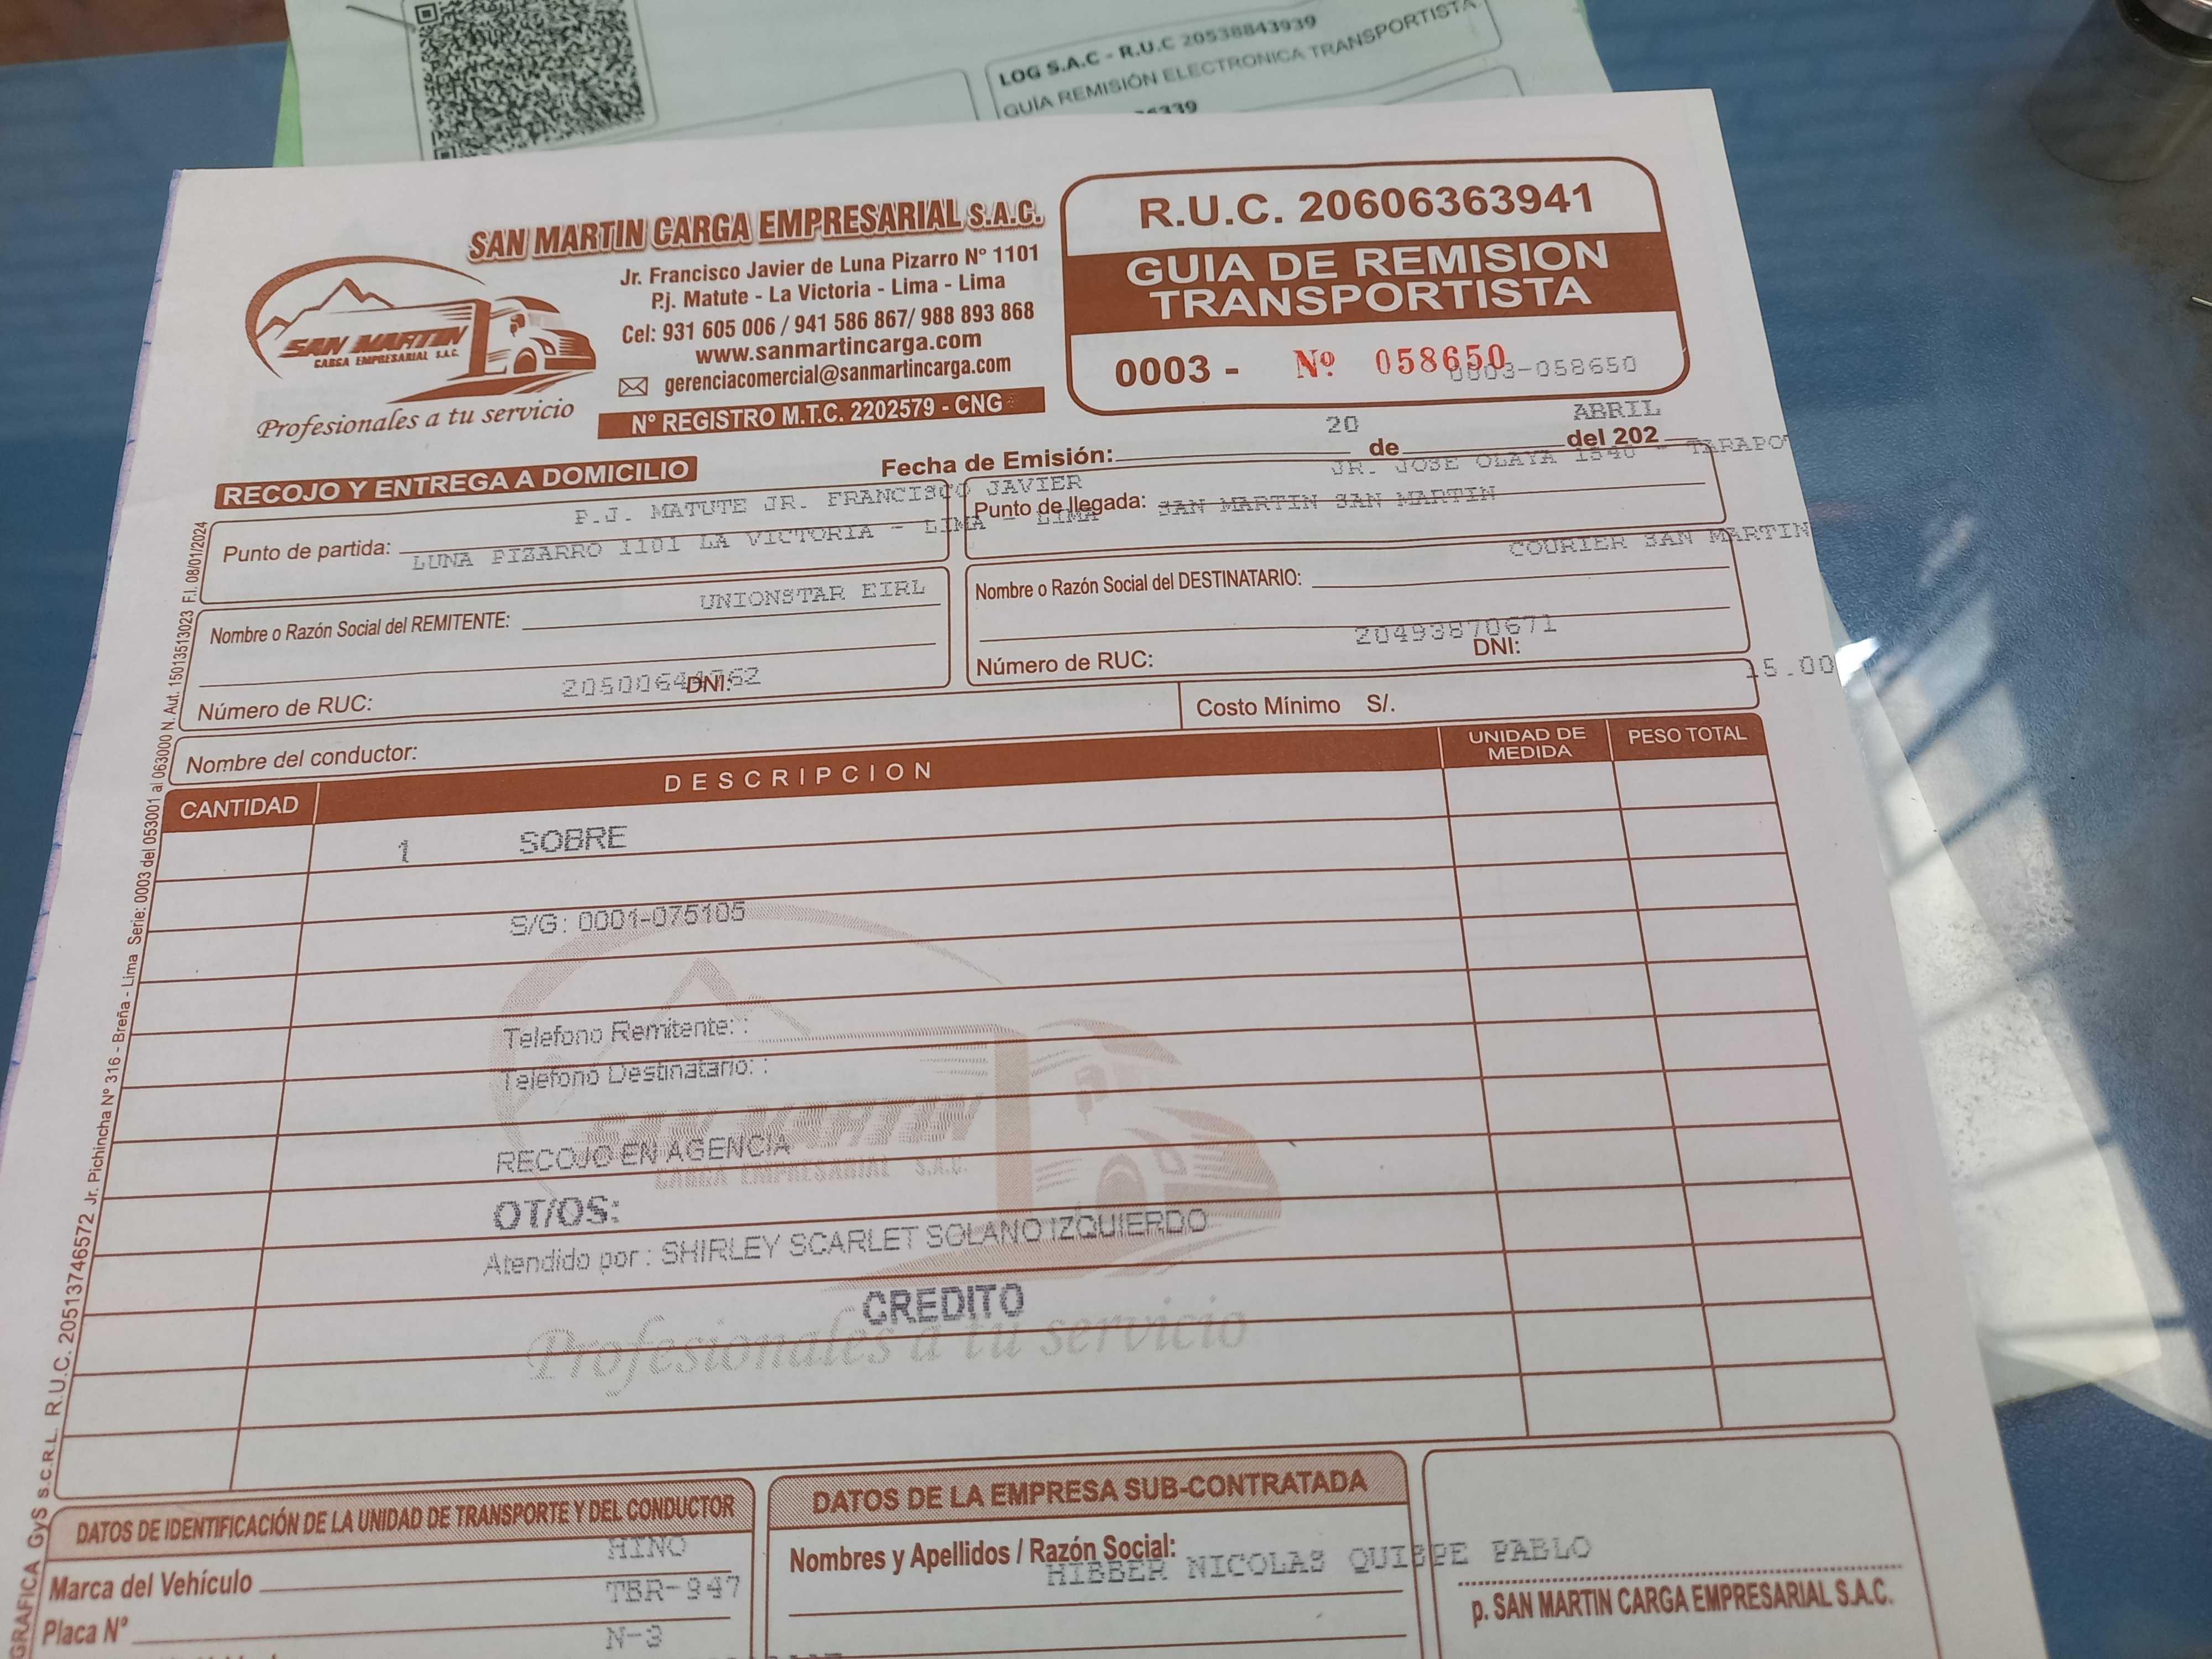 LOG S.A.C - R.U.C 20538843939
GUÍA REMISIÓN ELECTRONICA TRANSPORTISTA
SAN MARTIN CARGA EMPRESARIAL S.A.C.
Jr. Francisco Javier de Luna Pizarro N° 1101
P.j. Matute - La Victoria - Lima - Lima
Cel: 931 605 006 / 941 586 867/ 988 893 868
www.sanmartincarga.com
gerenciacomercial@sanmartincarga.com
N° REGISTRO M.T.C. 2202579 - CNG
SAN MARTIN
CARGA EMPRESARIAL S.A.C.
Profesionales a tu servicio
R.U.C. 20606363941
GUIA DE REMISION
TRANSPORTISTA
0003 - Nº 058650
0003-058650
RECOJO Y ENTREGA A DOMICILIO
Fecha de Emisión: 20 de ABRIL del 202
Punto de partida: P.J. MATUTE JR. FRANCISCO JAVIER
LUNA PIZARRO 1101 LA VICTORIA - LIMA - LIMA
Punto de llegada: JR. JOSE OLAYA 1540 - TARAPO
SAN MARTIN SAN MARTIN
Nombre o Razón Social del REMITENTE: UNIONSTAR EIRL
Número de RUC: 20500644762 DNI:
Nombre o Razón Social del DESTINATARIO: COURIER SAN MARTIN
Número de RUC: 20493870671 DNI:
Nombre del conductor:
Costo Mínimo S/. 15.00
CANTIDAD DESCRIPCION UNIDAD DE MEDIDA PESO TOTAL
1 SOBRE
S/G: 0001-075105
Telefono Remitente: :
Telefono Destinatario: :
SAN MARTIN
CARGA EMPRESARIAL S.A.C.
RECOJO EN AGENCIA
OT/OS:
Atendido por : SHIRLEY SCARLET SOLANO IZQUIERDO
CREDITO
Profesionales a tu servicio
DATOS DE IDENTIFICACIÓN DE LA UNIDAD DE TRANSPORTE Y DEL CONDUCTOR
Marca del Vehículo HINO
Placa N° TBR-947
N-3
DATOS DE LA EMPRESA SUB-CONTRATADA
Nombres y Apellidos / Razón Social:
HIBBER NICOLAS QUISPE PABLO
p. SAN MARTIN CARGA EMPRESARIAL S.A.C.
GRAFICA GyS S.C.R.L. R.U.C. 20513746572 Jr. Pichincha N° 316 - Breña - Lima Serie: 0003 del 053001 al 063000 N. Aut. 15013513023 F.I. 08/01/2024